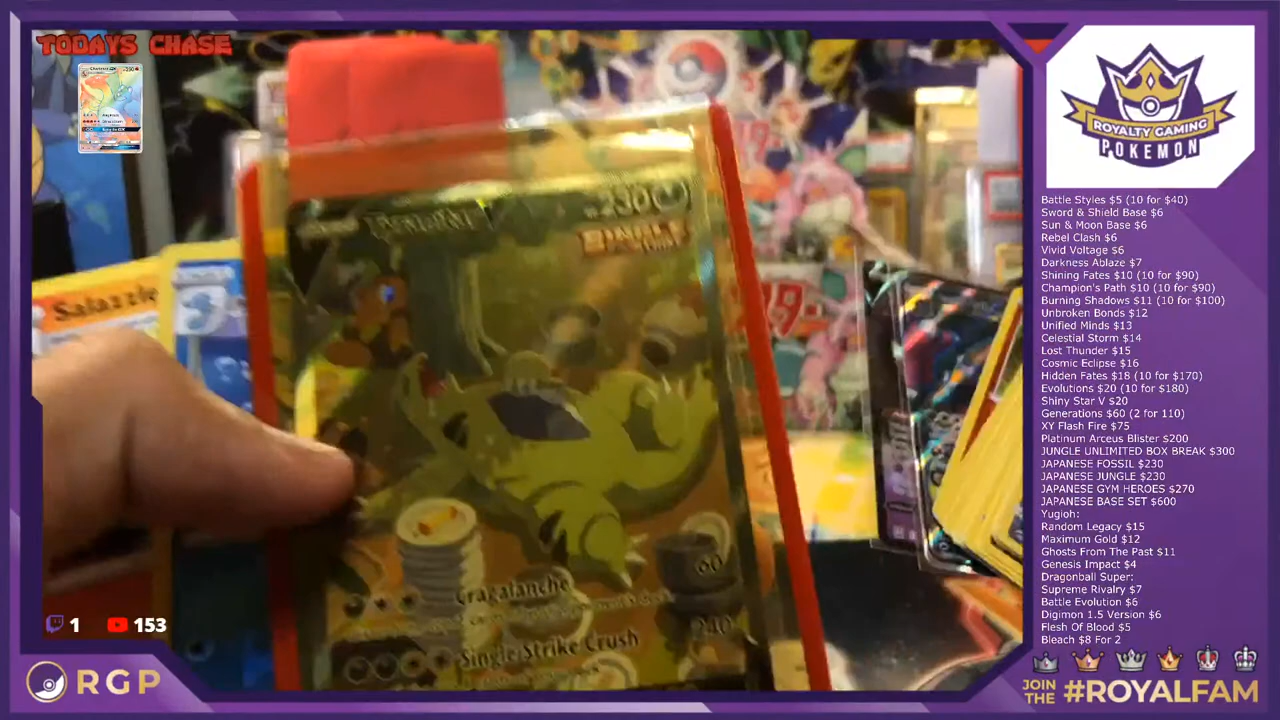 TODAYS CHASE
Tyranitar V
230
SINGLE
Salazzle
Cragalanche
60
Single Strike Crush
240
1
153
RGP
ROYALTY GAMING
POKEMON
Battle Styles $5 (10 for $40)
Sword & Shield Base $6
Sun & Moon Base $6
Rebel Clash $6
Vivid Voltage $6
Darkness Ablaze $7
Shining Fates $10 (10 for $90)
Champion's Path $10 (10 for $90)
Burning Shadows $11 (10 for $100)
Unbroken Bonds $12
Unified Minds $13
Celestial Storm $14
Lost Thunder $15
Cosmic Eclipse $16
Hidden Fates $18 (10 for $170)
Evolutions $20 (10 for $180)
Shiny Star V $20
Generations $60 (2 for 110)
XY Flash Fire $75
Platinum Arceus Blister $200
JUNGLE UNLIMITED BOX BREAK $300
JAPANESE FOSSIL $230
JAPANESE JUNGLE $230
JAPANESE GYM HEROES $270
JAPANESE BASE SET $600
Yugioh:
Random Legacy $15
Maximum Gold $12
Ghosts From The Past $11
Genesis Impact $4
Dragonball Super:
Supreme Rivalry $7
Battle Evolution $6
Digimon 1.5 Version $6
Flesh Of Blood $5
Bleach $8 For 2
JOIN
THE #ROYALFAM